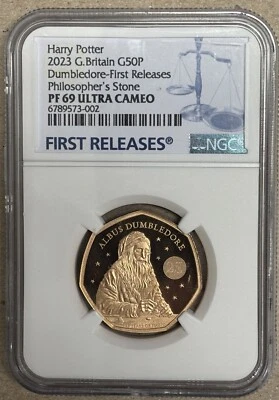 Harry Potter
2023 G.Britain G50P
Dumbledore-First Releases
Philosopher's Stone
PF 69 ULTRA CAMEO
6789573-002
FIRST RELEASES®
NGC
ALBUS DUMBLEDORE